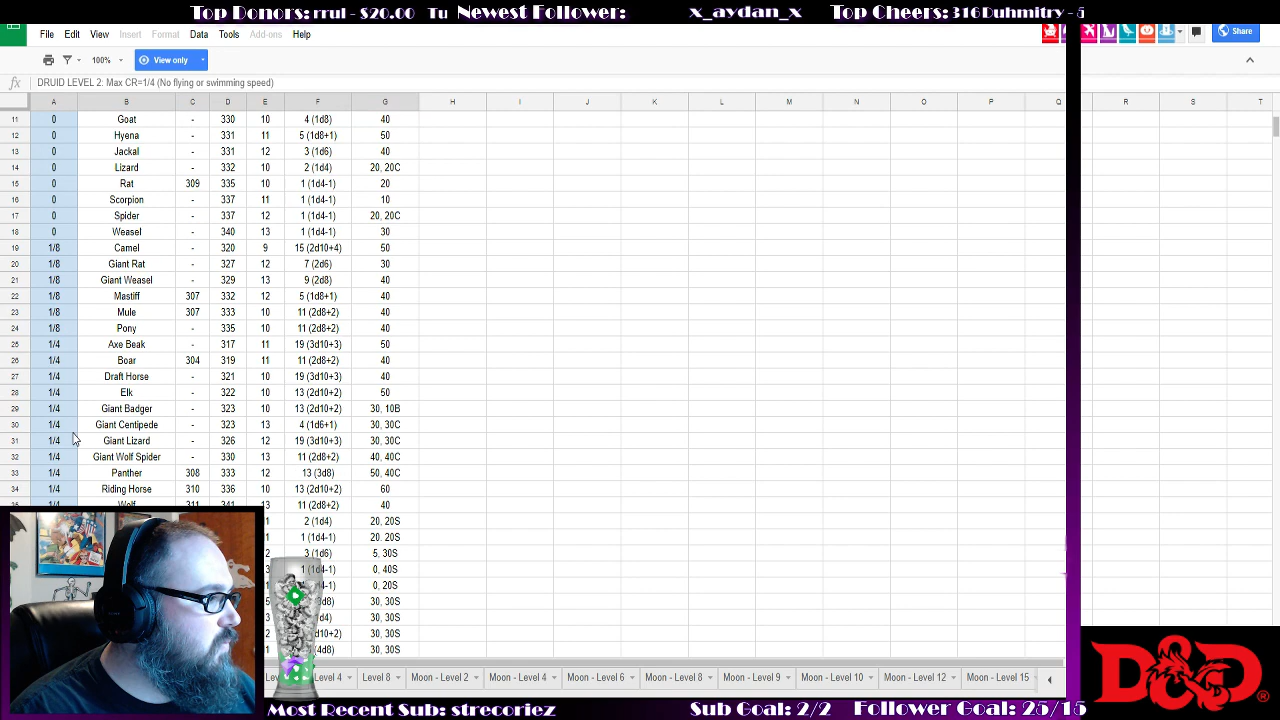 Top Donors: rrul - $20.00 Tu Newest Follower: x_aydan_x Top Cheers: 316 Duhmitry - 5
File Edit View Insert Format Data Tools Add-ons Help Share
100% View only
fx DRUID LEVEL 2: Max CR=1/4 (No flying or swimming speed)
A B C D E F G H I J K L M N O P Q R S T
11 0 Goat - 330 10 4 (1d8) 40
12 0 Hyena - 331 11 5 (1d8+1) 50
13 0 Jackal - 331 12 3 (1d6) 40
14 0 Lizard - 332 10 2 (1d4) 20, 20C
15 0 Rat 309 335 10 1 (1d4-1) 20
16 0 Scorpion - 337 11 1 (1d4-1) 10
17 0 Spider - 337 12 1 (1d4-1) 20, 20C
18 0 Weasel - 340 13 1 (1d4-1) 30
19 1/8 Camel - 320 9 15 (2d10+4) 50
20 1/8 Giant Rat - 327 12 7 (2d6) 30
21 1/8 Giant Weasel - 329 13 9 (2d8) 40
22 1/8 Mastiff 307 332 12 5 (1d8+1) 40
23 1/8 Mule 307 333 10 11 (2d8+2) 40
24 1/8 Pony - 335 10 11 (2d8+2) 40
25 1/4 Axe Beak - 317 11 19 (3d10+3) 50
26 1/4 Boar 304 319 11 11 (2d8+2) 40
27 1/4 Draft Horse - 321 10 19 (3d10+3) 40
28 1/4 Elk - 322 10 13 (2d10+2) 50
29 1/4 Giant Badger - 323 10 13 (2d10+2) 30, 10B
30 1/4 Giant Centipede - 323 13 4 (1d6+1) 30, 30C
31 1/4 Giant Lizard - 326 12 19 (3d10+3) 30, 30C
32 1/4 Giant Wolf Spider - 330 13 11 (2d8+2) 40, 40C
33 1/4 Panther 308 333 12 13 (3d8) 50, 40C
34 1/4 Riding Horse 310 336 10 13 (2d10+2) 60
35 1/4 Wolf 311 341 13 11 (2d8+2) 40
2 (1d4) 20, 20S
1 (1d4-1) 20, 20S
3 (1d6) 5, 30S
(1d4-1) 0, 40S
0, 20S
30, 30S
30, 30S
30, 30S
30, 30S
Level 4 Level 8 Moon - Level 2 Moon - Level 4 Moon - Level 6 Moon - Level 8 Moon - Level 9 Moon - Level 10 Moon - Level 12 Moon - Level 15
D&D
Most Recent Sub: strecoriez Sub Goal: 2/2 Follower Goal: 25/15